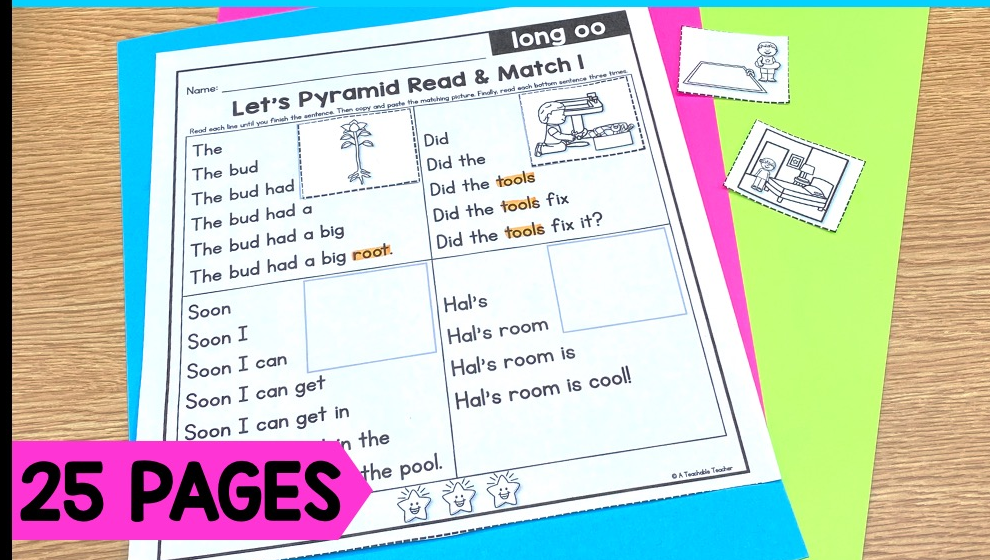 long oo
Name:
Let's Pyramid Read & Match 1
Read each line until you finish the sentence. Then copy and paste the matching picture. Finally, read each bottom sentence three times.
The
The bud
The bud had
The bud had a
The bud had a big
The bud had a big root.
Did
Did the
Did the tools
Did the tools fix
Did the tools fix it?
Soon
Soon I
Soon I can
Soon I can get
Soon I can get in
the
the pool.
Hal's
Hal's room
Hal's room is
Hal's room is cool!
© A Teachable Teacher
25 PAGES